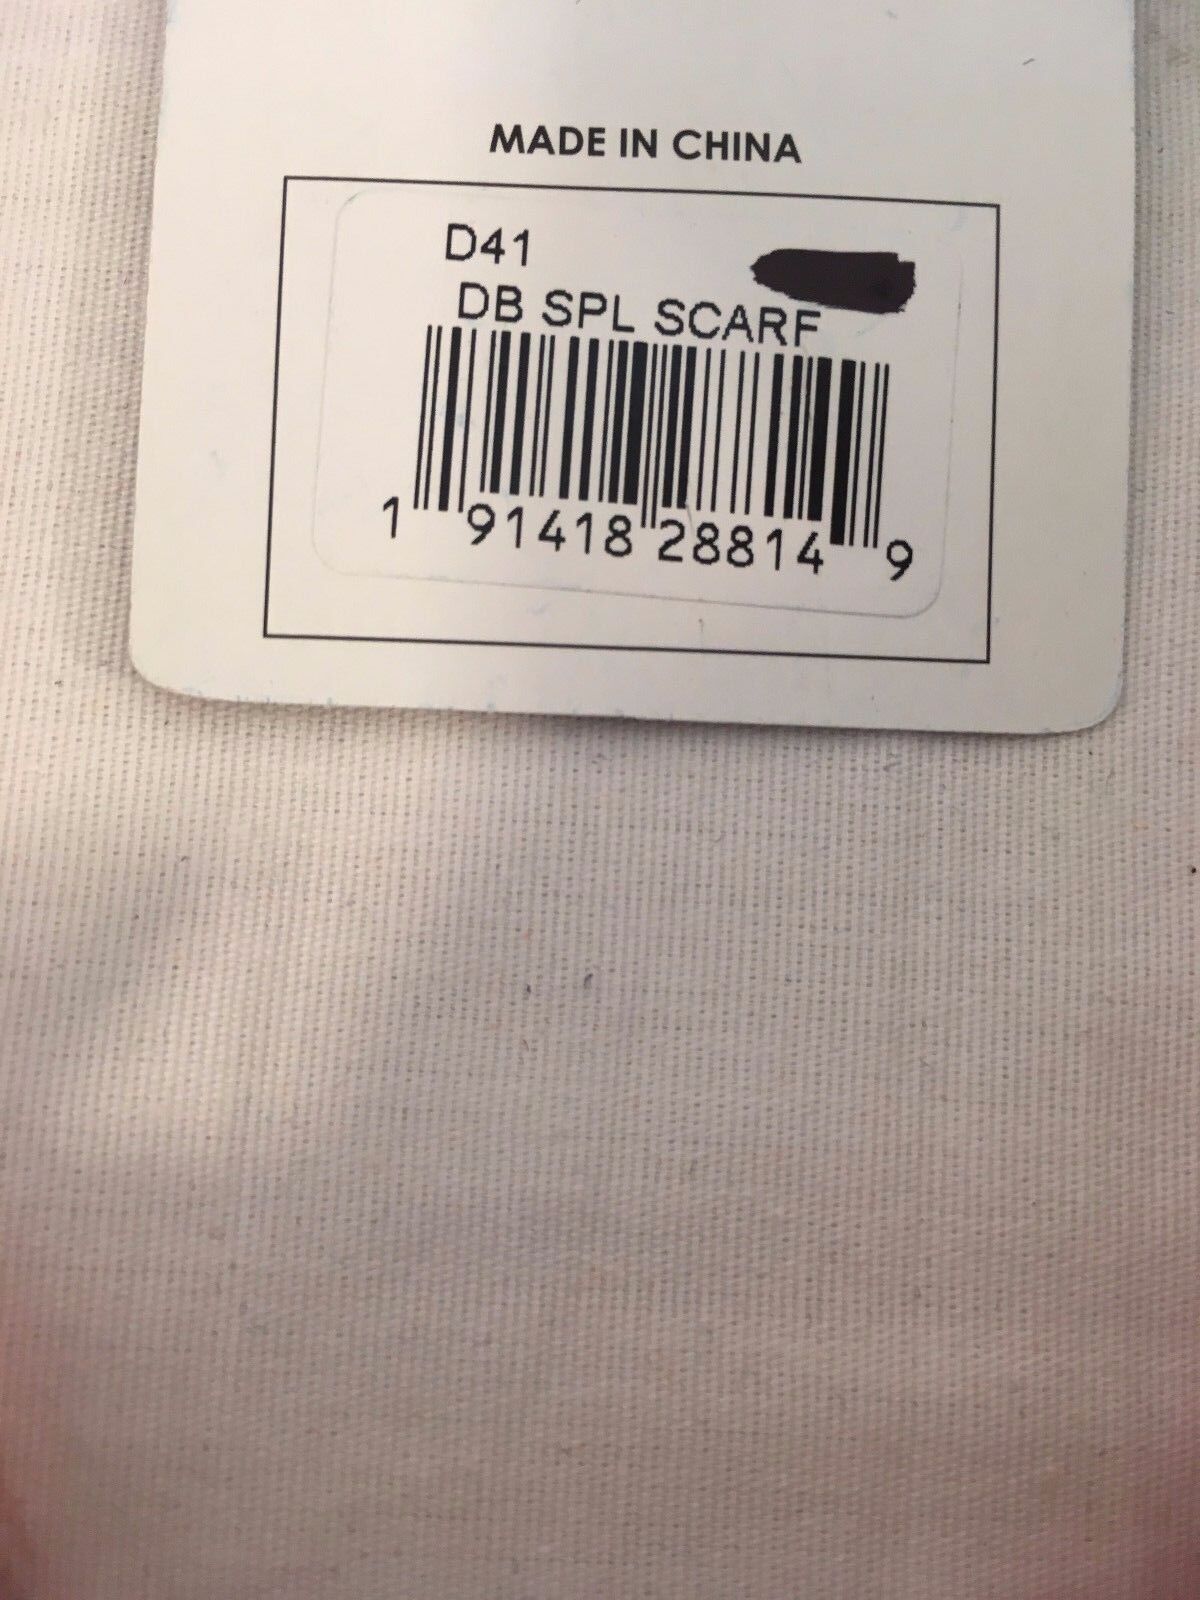 MADE IN CHINA
D41
DB SPL SCARF
1 91418 28814 9